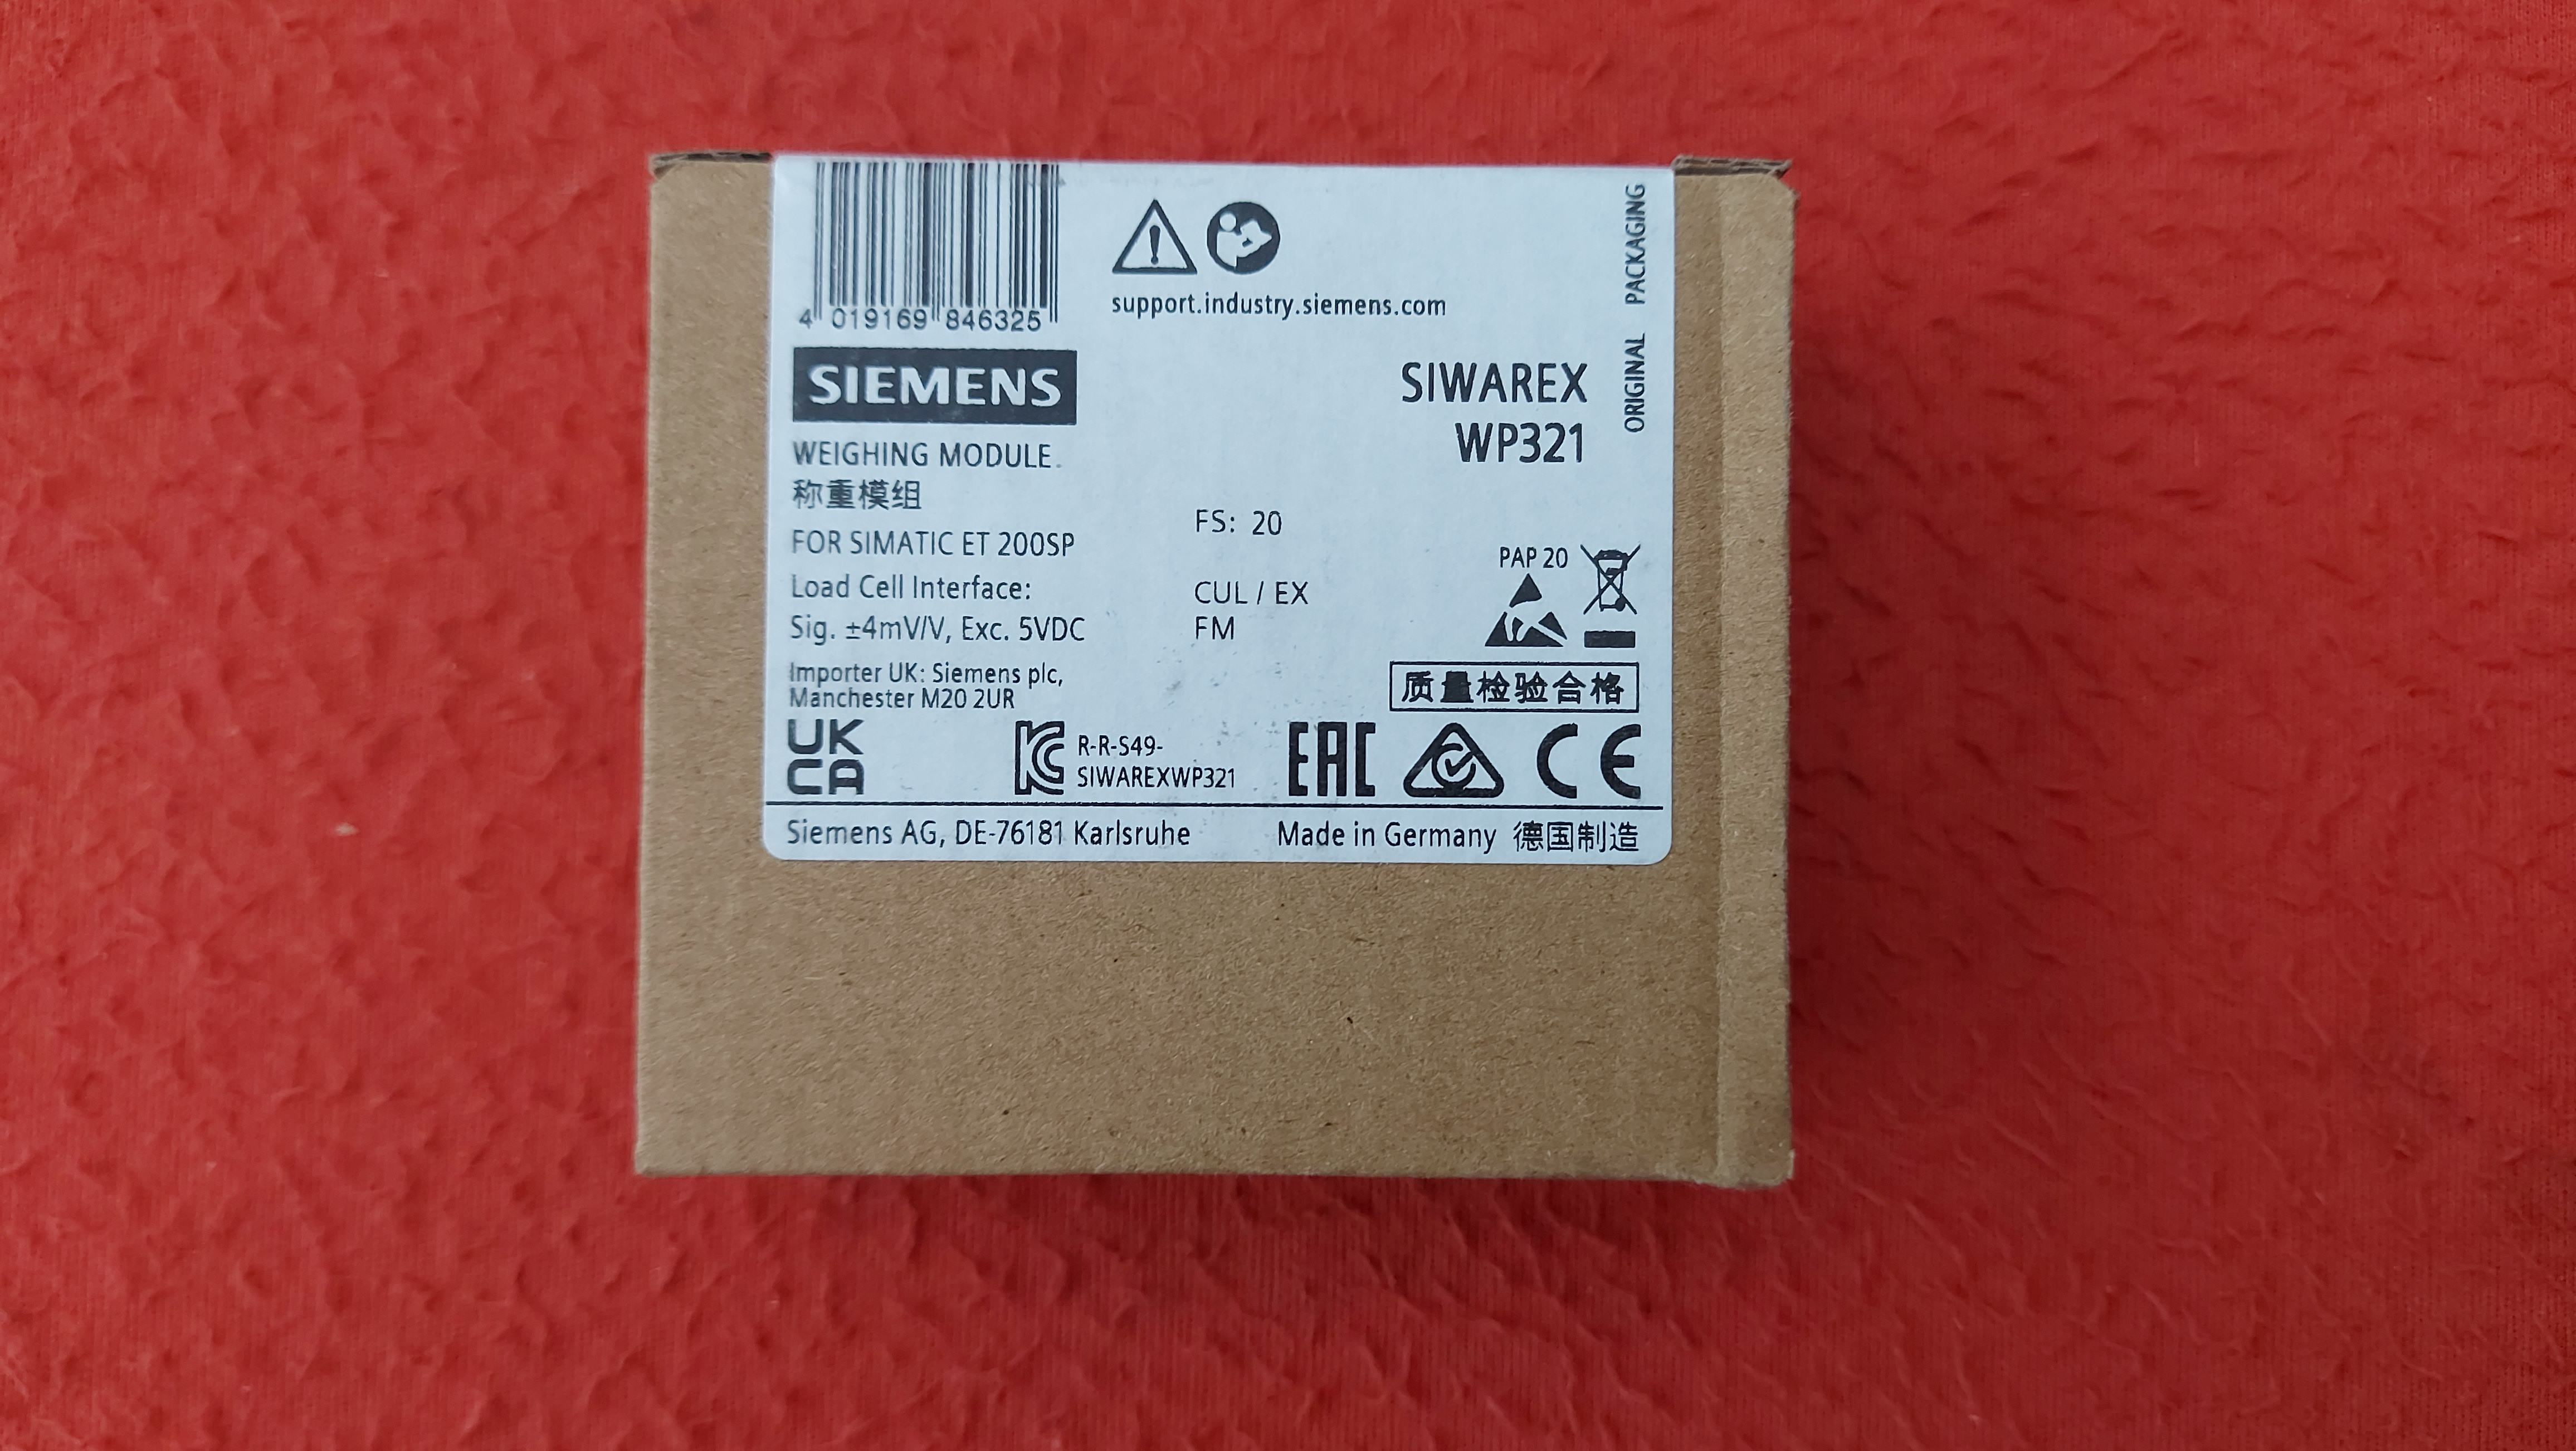 4 019169 846325
support.industry.siemens.com
ORIGINAL PACKAGING
SIEMENS
SIWAREX
WP321
WEIGHING MODULE
称重模组
FOR SIMATIC ET 200SP
FS: 20
Load Cell Interface:
CUL / EX
Sig. ±4mV/V, Exc. 5VDC
FM
PAP 20
Importer UK: Siemens plc,
Manchester M20 2UR
质量检验合格
UK
CA
KC
R-R-S49-
SIWAREXWP321
EAC
CE
Siemens AG, DE-76181 Karlsruhe
Made in Germany 德国制造